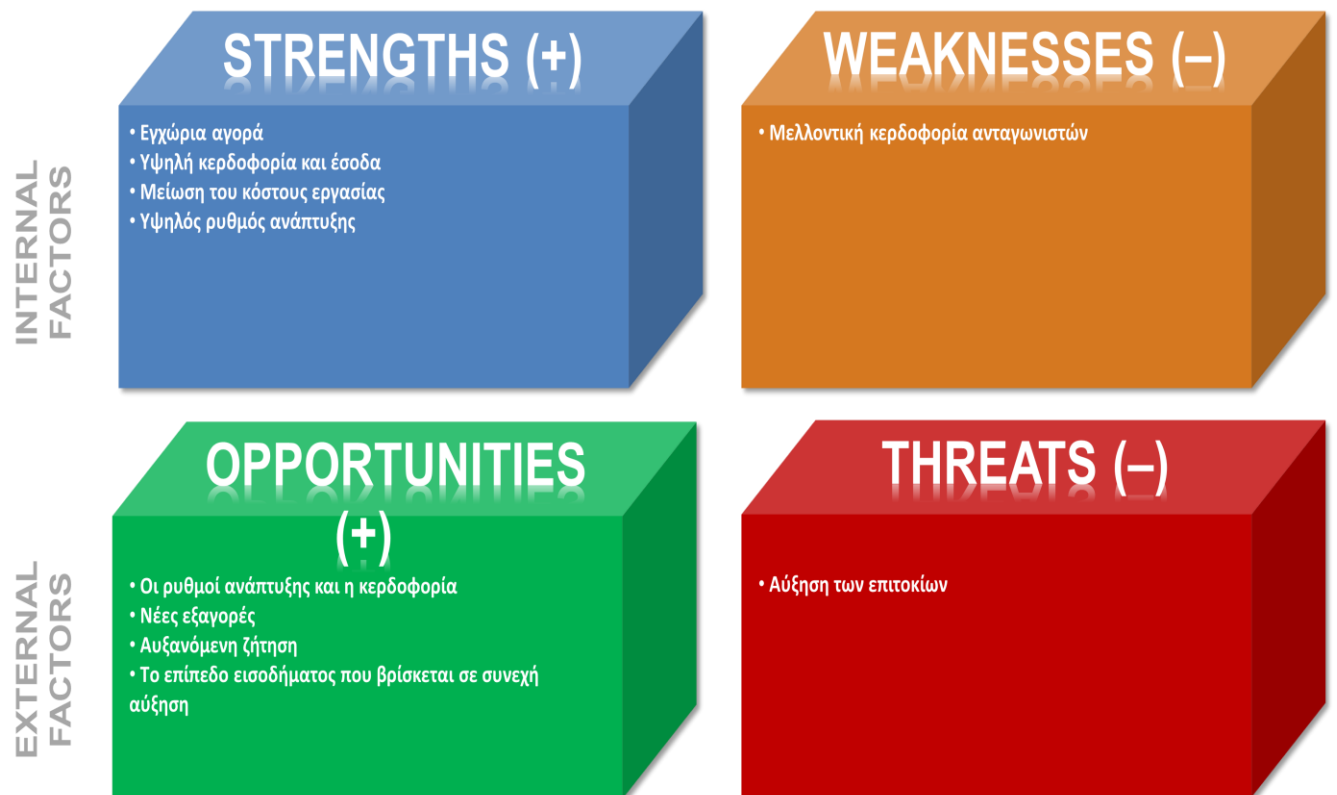 INTERNAL
FACTORS
STRENGTHS (+)
• Εγχώρια αγορά
• Υψηλή κερδοφορία και έσοδα
• Μείωση του κόστους εργασίας
• Υψηλός ρυθμός ανάπτυξης
WEAKNESSES (–)
• Μελλοντική κερδοφορία ανταγωνιστών
EXTERNAL
FACTORS
OPPORTUNITIES
(+)
• Οι ρυθμοί ανάπτυξης και η κερδοφορία
• Νέες εξαγορές
• Αυξανόμενη ζήτηση
• Το επίπεδο εισοδήματος που βρίσκεται σε συνεχή
αύξηση
THREATS (–)
• Αύξηση των επιτοκίων